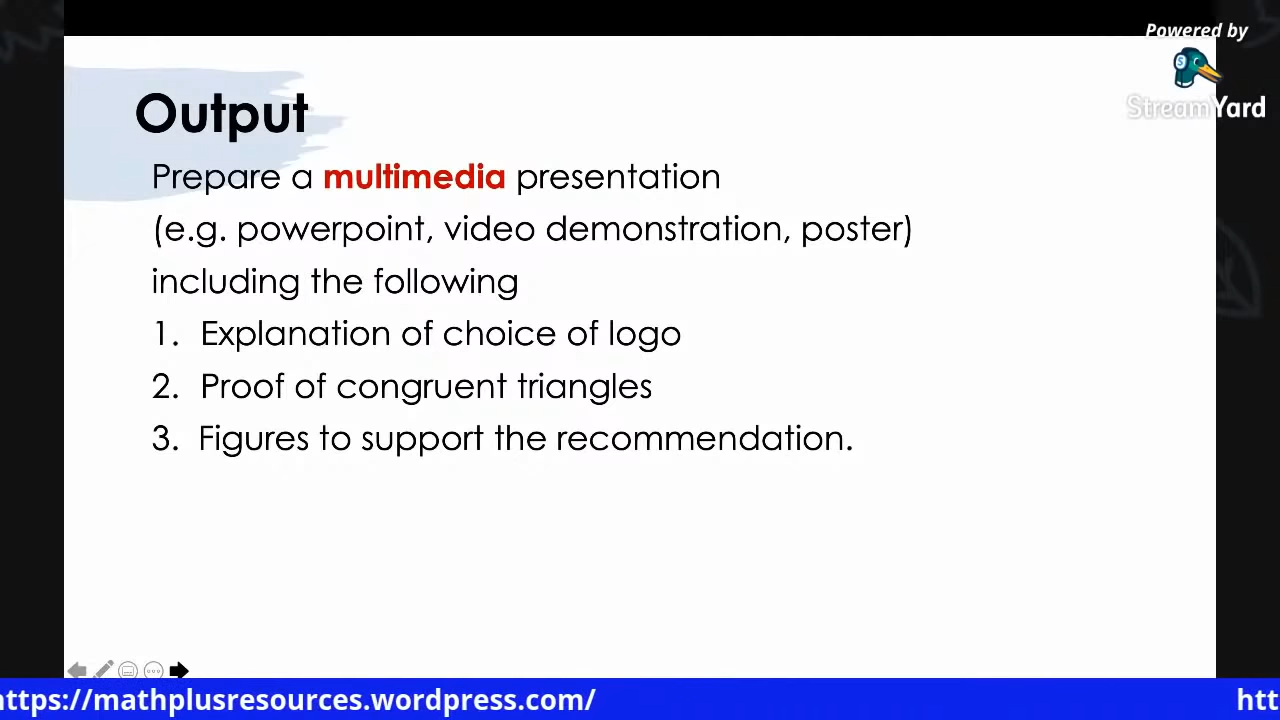 Powered by
StreamYard
Output
Prepare a multimedia presentation
(e.g. powerpoint, video demonstration, poster)
including the following
1. Explanation of choice of logo
2. Proof of congruent triangles
3. Figures to support the recommendation.
https://mathplusresources.wordpress.com/
htt